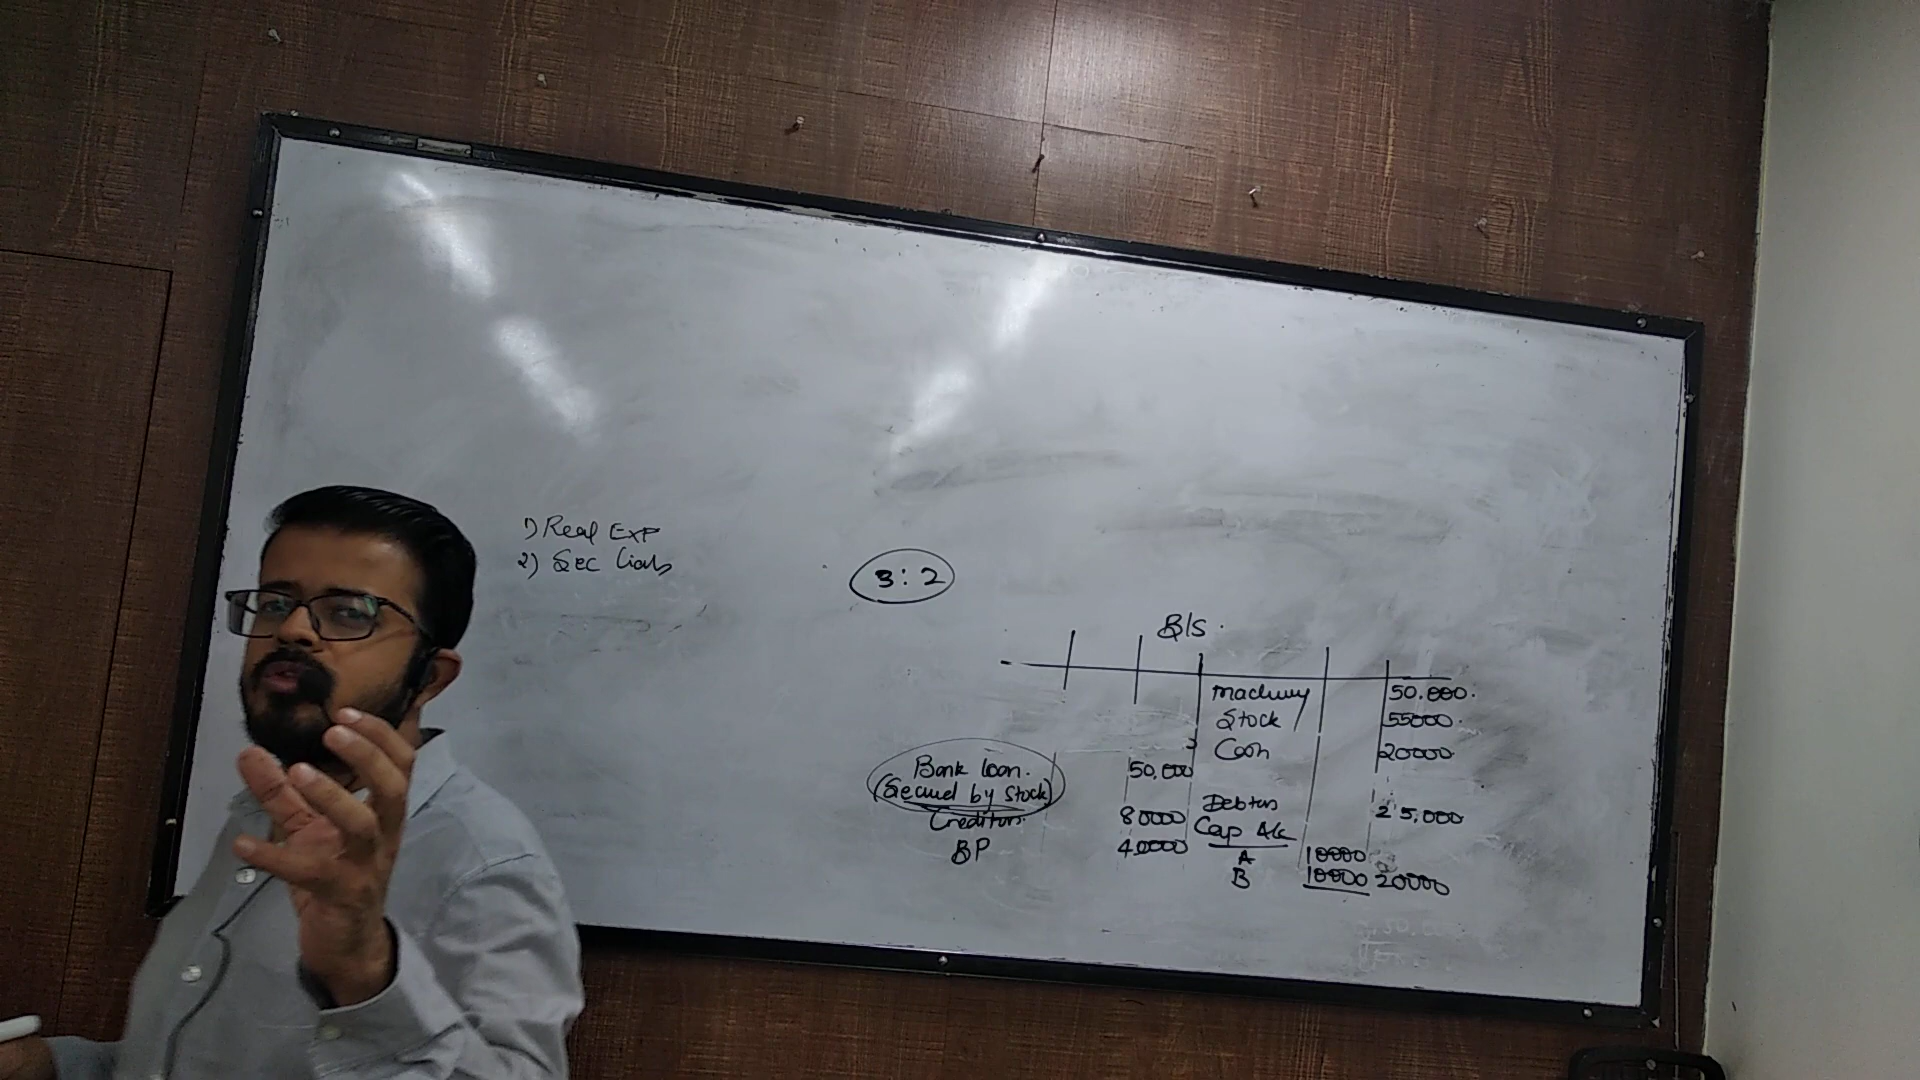 1) Real Exp
2) Sec Liab
3:2
B/s.
Machinery 50,000.
Stock 55000.
Cash 20000
Bank loan. 50,000
(Secured by Stock)
Creditors. 80000 Debtors 25,000
BP 40000 Cap A/c
A 10000
B 10000 20000